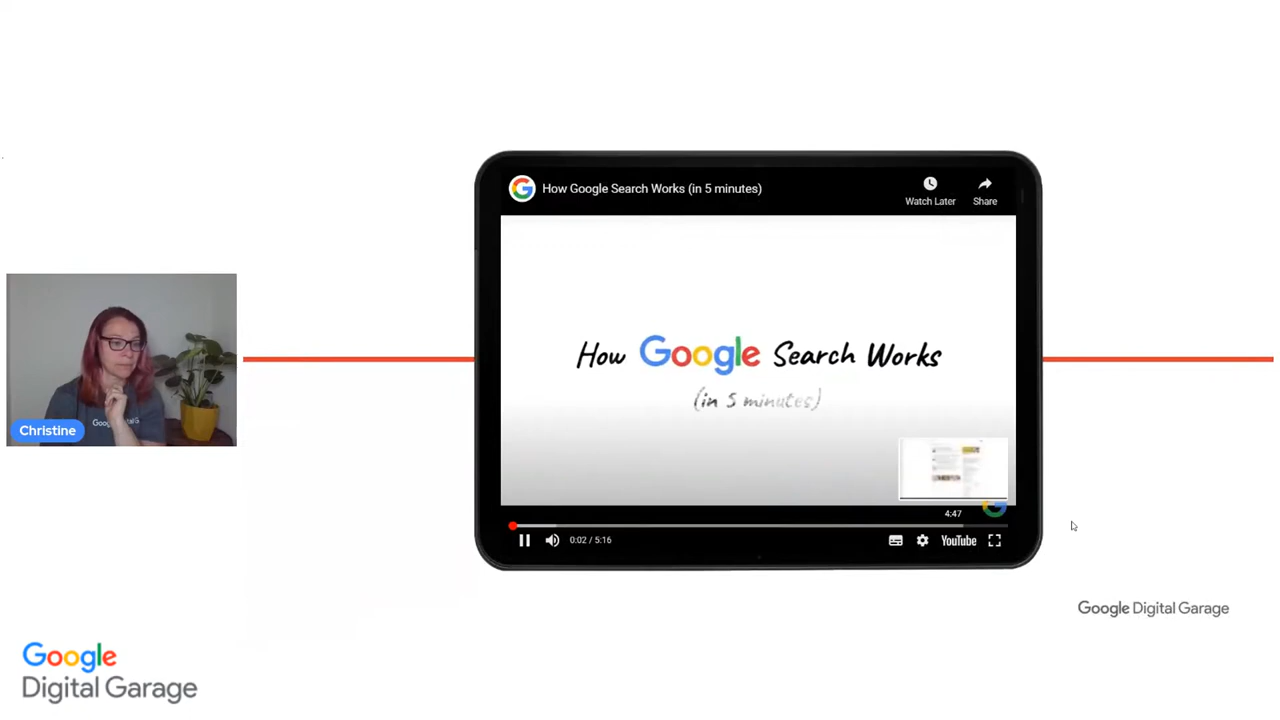 How Google Search Works (in 5 minutes)
Watch Later
Share
How Google Search Works
(in 5 minutes)
4:47
0:02 / 5:16
YouTube
Christine
Google Digital Garage
Google
Digital Garage